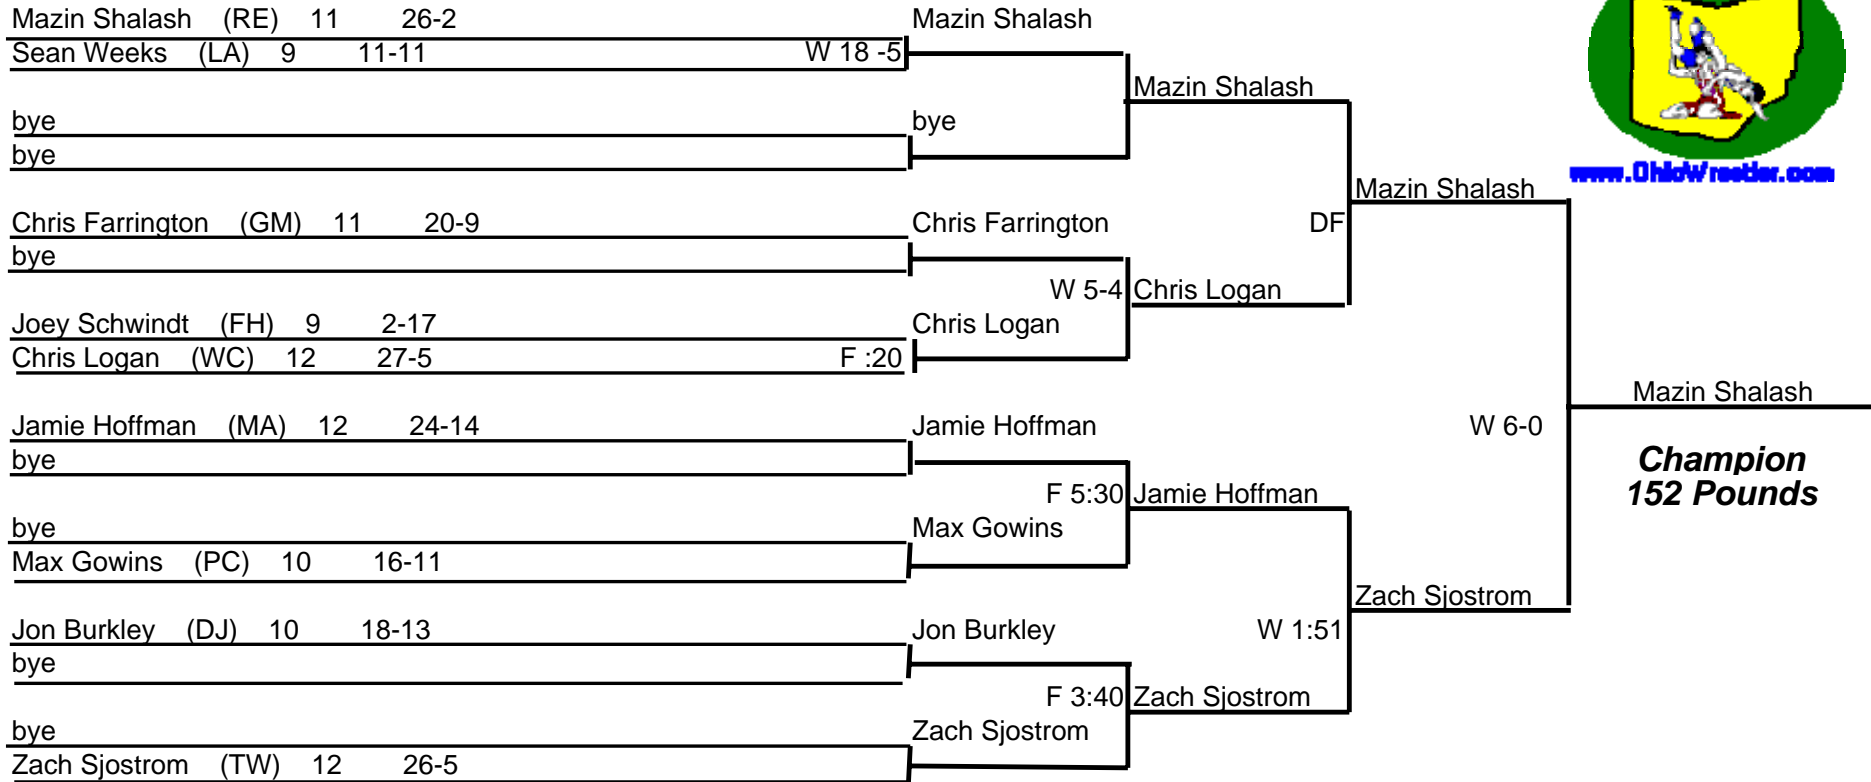 Mazin Shalash (RE) 11 26-2 Mazin Shalash
Sean Weeks (LA) 9 11-11 W 18 -5
Mazin Shalash
bye bye
bye
www.OhioWrestler.com
Mazin Shalash
Chris Farrington (GM) 11 20-9 Chris Farrington DF
bye
W 5-4 Chris Logan
Joey Schwindt (FH) 9 2-17 Chris Logan
Chris Logan (WC) 12 27-5 F :20
Mazin Shalash
Jamie Hoffman (MA) 12 24-14 Jamie Hoffman W 6-0
bye Champion
F 5:30 Jamie Hoffman 152 Pounds
bye Max Gowins
Max Gowins (PC) 10 16-11
Zach Sjostrom
Jon Burkley (DJ) 10 18-13 Jon Burkley W 1:51
bye
F 3:40 Zach Sjostrom
bye Zach Sjostrom
Zach Sjostrom (TW) 12 26-5